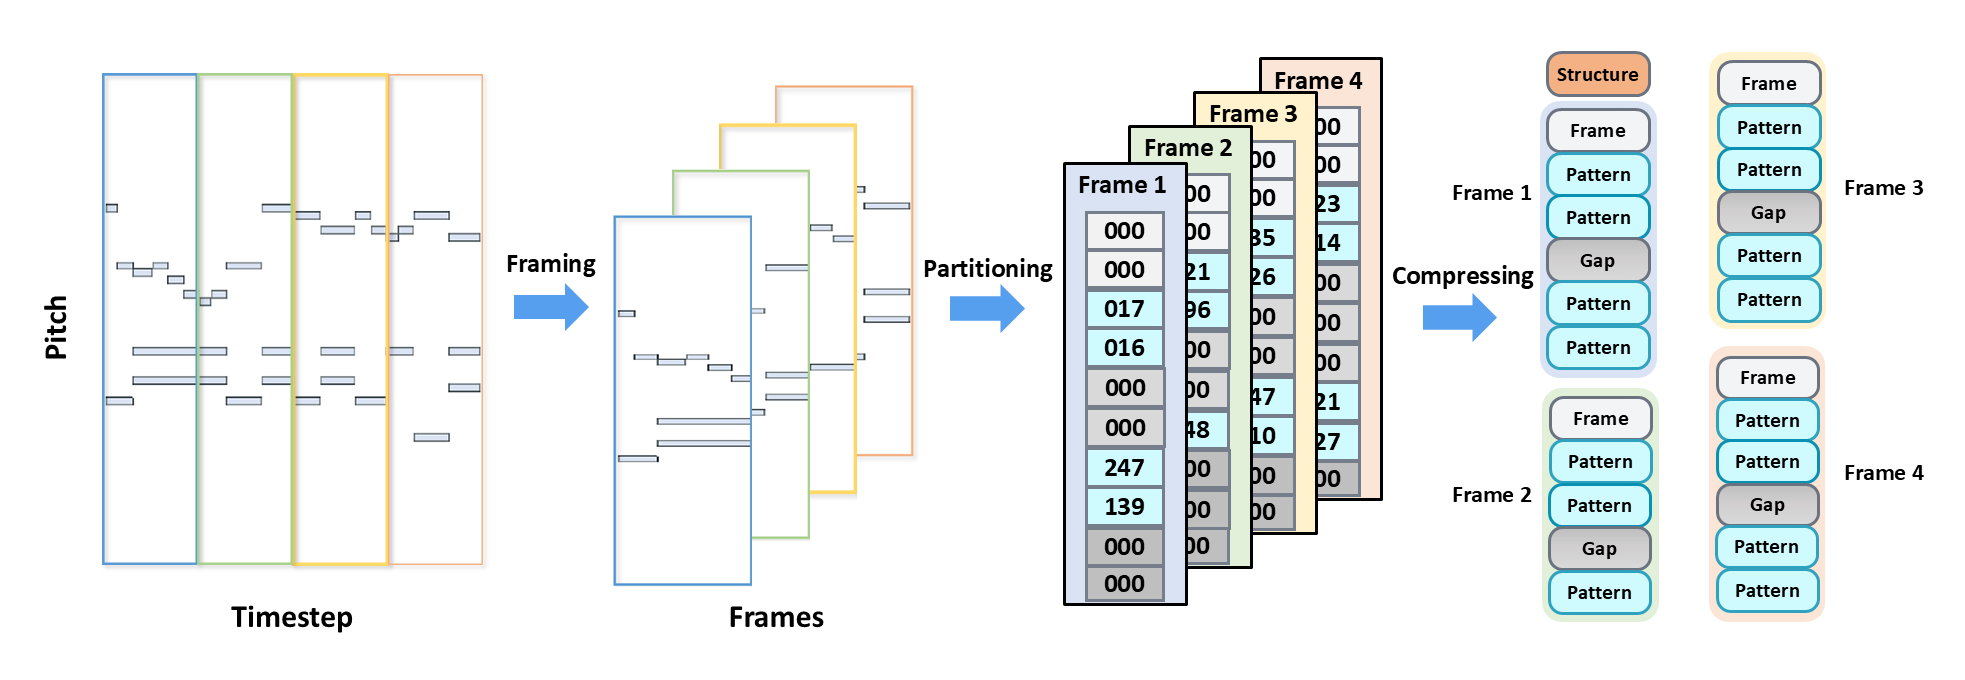 Pitch
Timestep
Framing
Frames
Partitioning
Frame 1
000
000
017
016
000
000
247
139
000
000
Frame 2
00
00
21
96
00
00
48
00
00
00
Frame 3
00
00
35
26
00
00
47
10
00
00
Frame 4
00
00
23
14
00
00
00
21
27
00
Compressing
Structure
Frame 1
Frame
Pattern
Pattern
Gap
Pattern
Pattern
Frame 2
Frame
Pattern
Pattern
Gap
Pattern
Frame 3
Frame
Pattern
Pattern
Gap
Pattern
Pattern
Frame 4
Frame
Pattern
Pattern
Gap
Pattern
Pattern